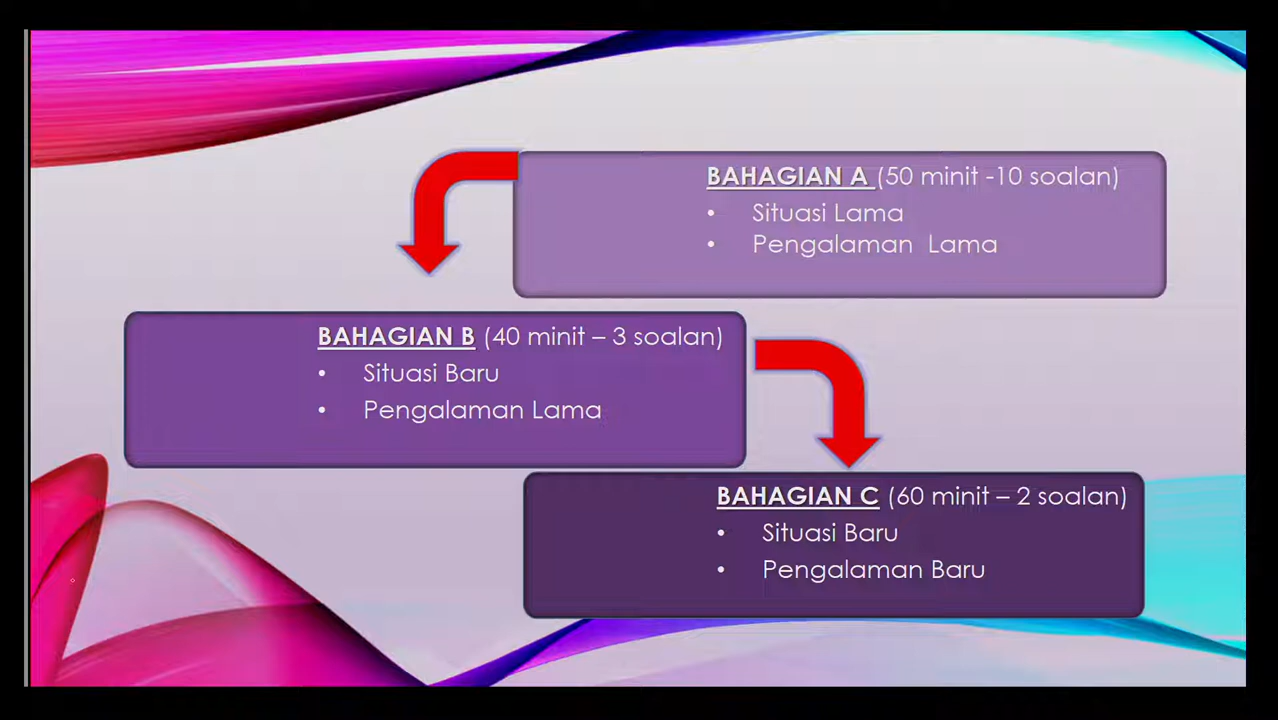 BAHAGIAN A (50 minit -10 soalan)
• Situasi Lama
• Pengalaman Lama
BAHAGIAN B (40 minit – 3 soalan)
• Situasi Baru
• Pengalaman Lama
BAHAGIAN C (60 minit – 2 soalan)
• Situasi Baru
• Pengalaman Baru